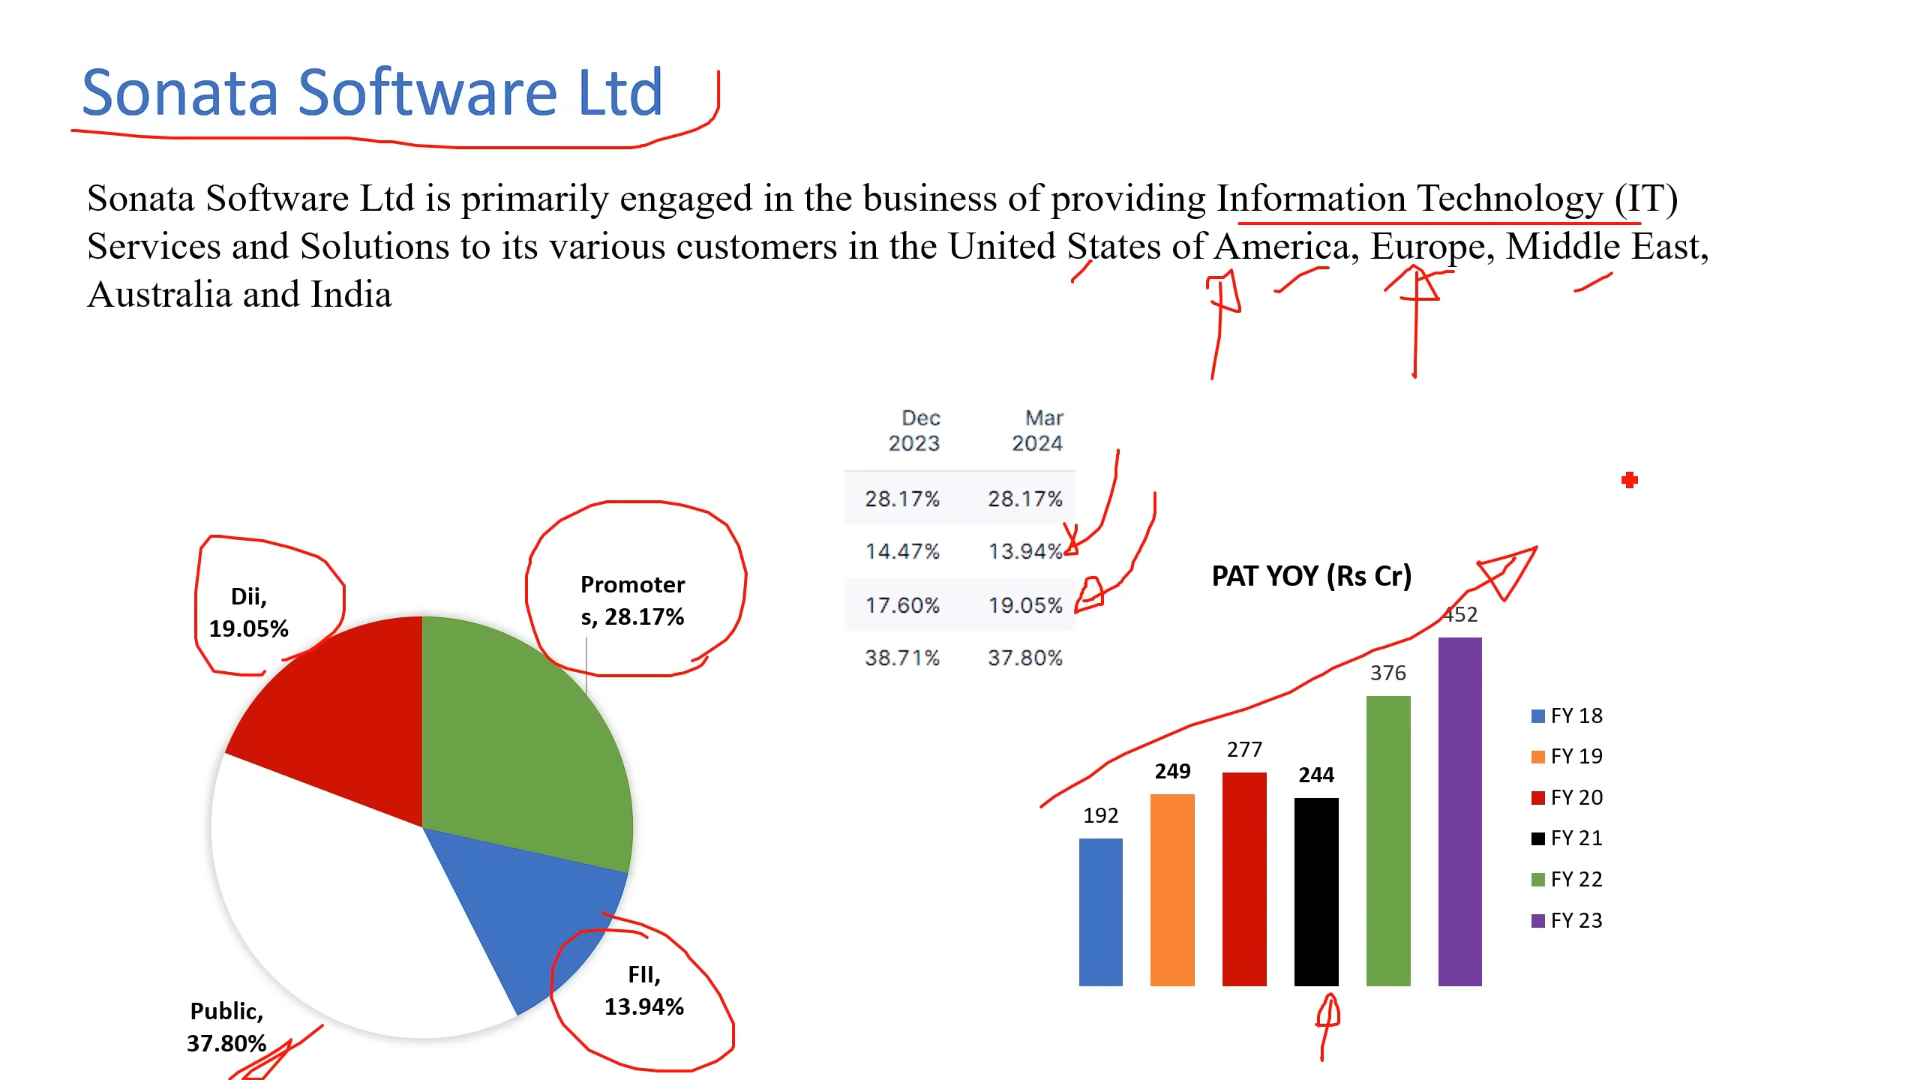 Sonata Software Ltd
Sonata Software Ltd is primarily engaged in the business of providing Information Technology (IT)
Services and Solutions to its various customers in the United States of America, Europe, Middle East,
Australia and India
Dec Mar
2023 2024
28.17% 28.17%
14.47% 13.94%
17.60% 19.05%
38.71% 37.80%
Dii,
19.05%
Promoter
s, 28.17%
FII,
13.94%
Public,
37.80%
PAT YOY (Rs Cr)
192
249
277
244
376
452
FY 18
FY 19
FY 20
FY 21
FY 22
FY 23